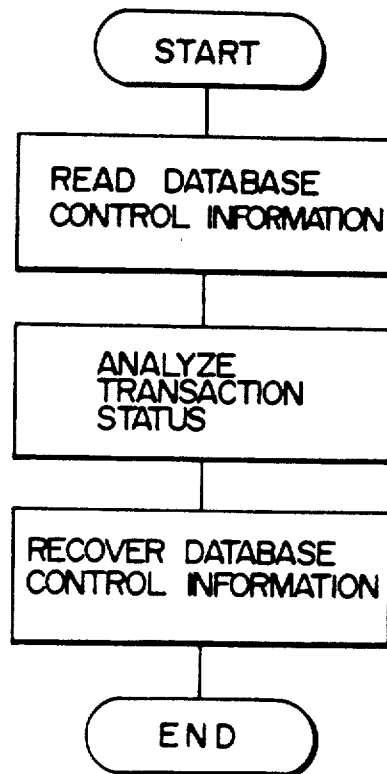 START
READ DATABASE
CONTROL INFORMATION
ANALYZE
TRANSACTION
STATUS
RECOVER DATABASE
CONTROL INFORMATION
END